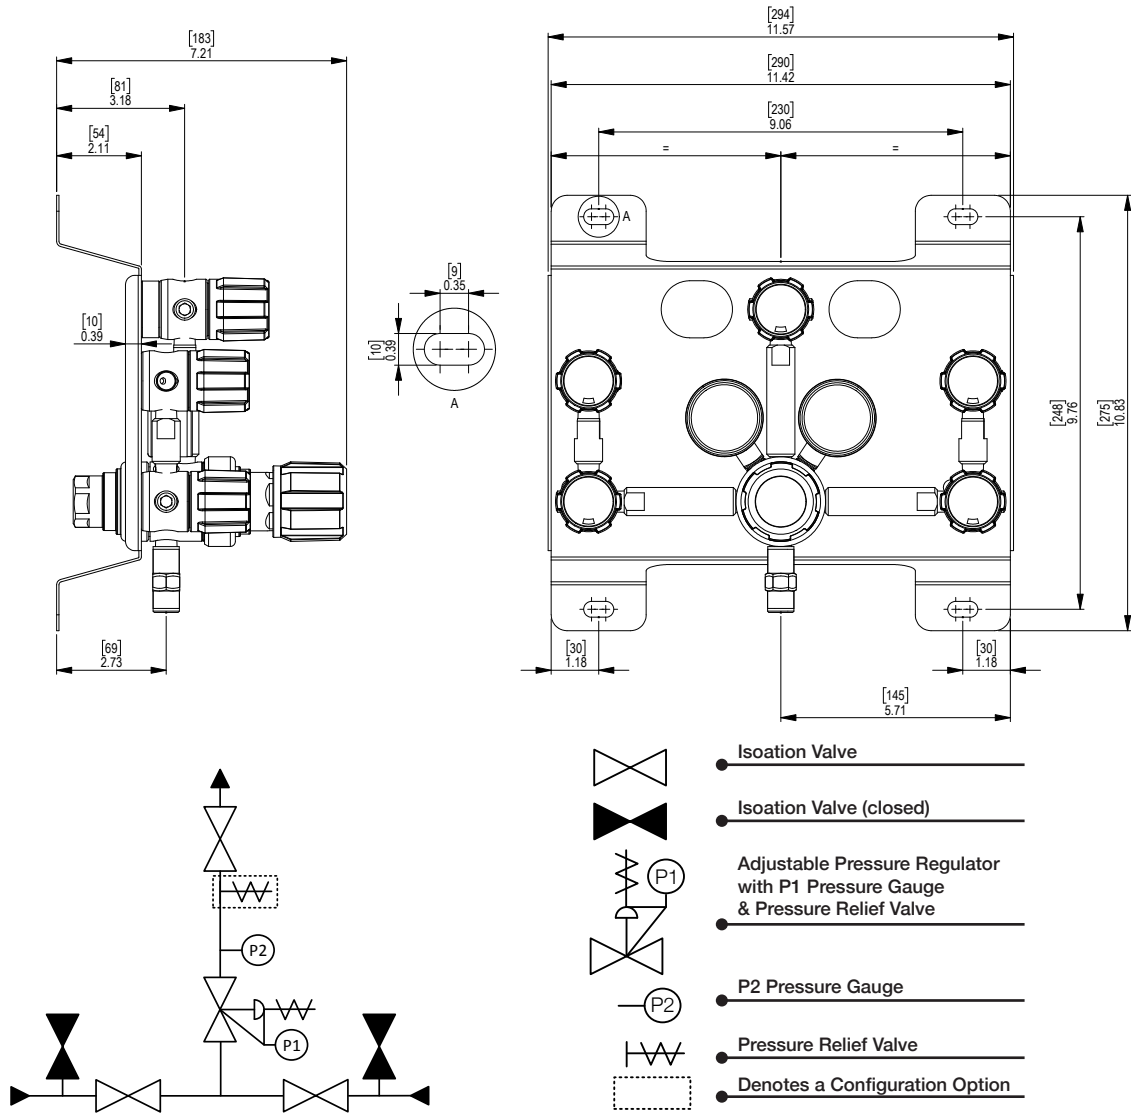 [183]
7.21
[81]
3.18
[54]
2.11
[10]
0.39
[69]
2.73
[9]
0.35
[10]
0.39
A
[294]
11.57
[290]
11.42
[230]
9.06
=
=
A
[248]
9.76
[275]
10.83
[30]
1.18
[30]
1.18
[145]
5.71
P2
P1
Isoation Valve
Isoation Valve (closed)
P1
Adjustable Pressure Regulator
with P1 Pressure Gauge
& Pressure Relief Valve
P2
P2 Pressure Gauge
Pressure Relief Valve
Denotes a Configuration Option